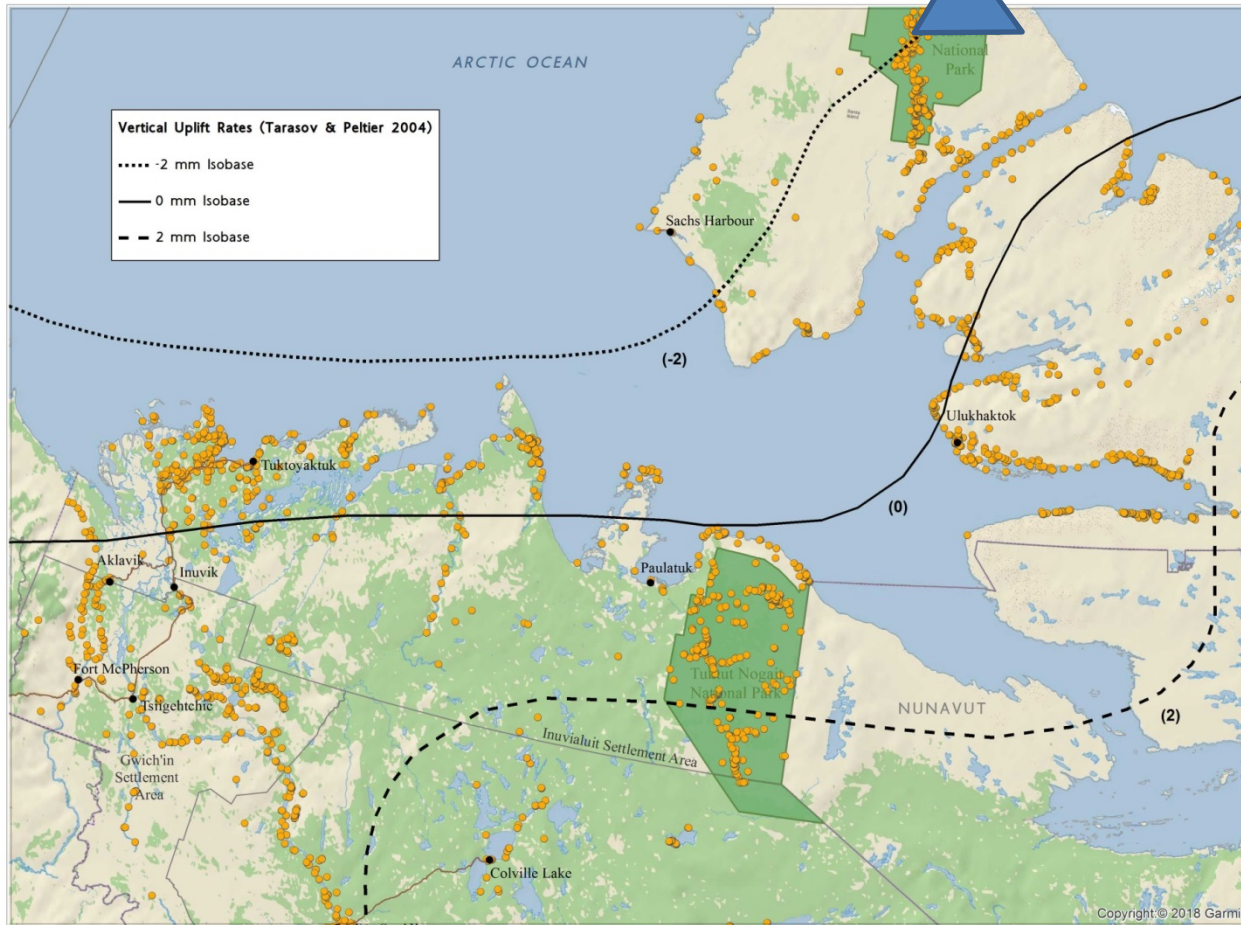 ARCTIC OCEAN
National
Park
Vertical Uplift Rates (Tarasov & Peltier 2004)
-2 mm Isobase
0 mm Isobase
2 mm Isobase
Sachs Harbour
(-2)
Ulukhaktok
Tuktoyaktuk
(0)
Aklavik
Inuvik
Paulatuk
Fort McPherson
Tsiigehtchic
Tuktut Nogait
National Park
NUNAVUT
(2)
Inuvialuit Settlement Area
Gwich'in
Settlement
Area
Colville Lake
Copyright:© 2018 Garmi